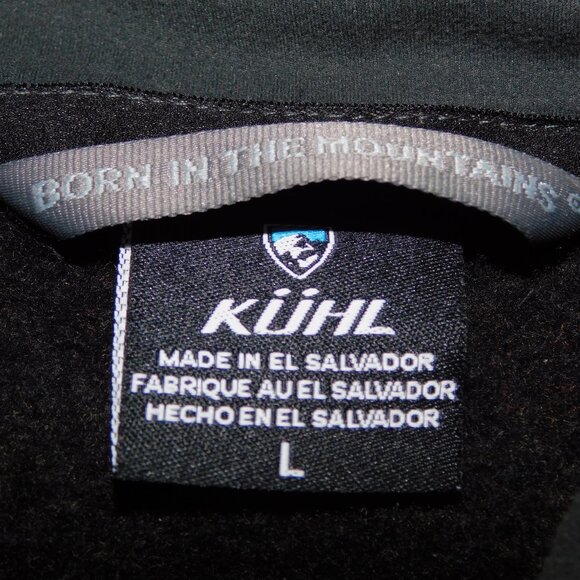 BORN IN THE MOUNTAINS
KÜHL
MADE IN EL SALVADOR
FABRIQUE AU EL SALVADOR
HECHO EN EL SALVADOR
L